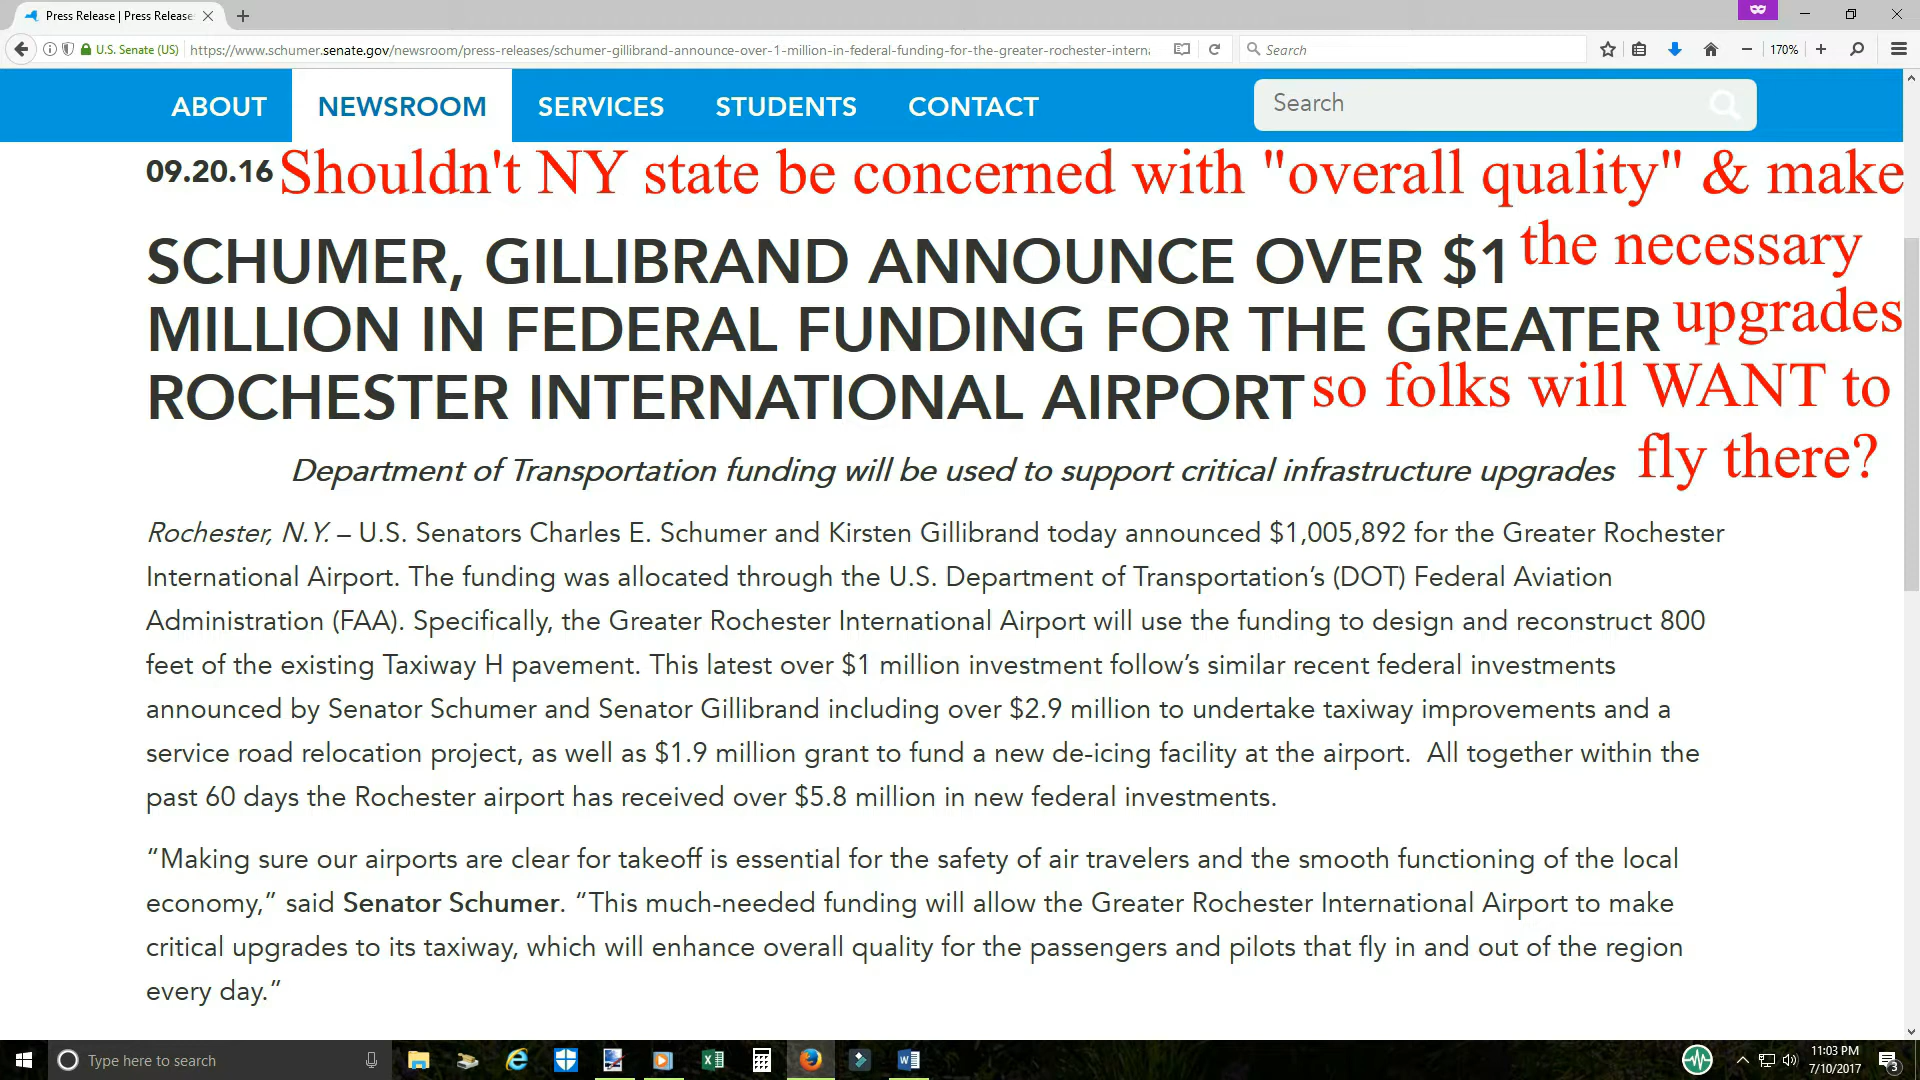 Press Release | Press Release
U.S. Senate (US)
https://www.schumer.senate.gov/newsroom/press-releases/schumer-gillibrand-announce-over-1-million-in-federal-funding-for-the-greater-rochester-interna
Search
170%
ABOUT
NEWSROOM
SERVICES
STUDENTS
CONTACT
Search
09.20.16
Shouldn't NY state be concerned with "overall quality" & make
the necessary
upgrades
so folks will WANT to
fly there?
SCHUMER, GILLIBRAND ANNOUNCE OVER $1
MILLION IN FEDERAL FUNDING FOR THE GREATER
ROCHESTER INTERNATIONAL AIRPORT
Department of Transportation funding will be used to support critical infrastructure upgrades
Rochester, N.Y. – U.S. Senators Charles E. Schumer and Kirsten Gillibrand today announced $1,005,892 for the Greater Rochester
International Airport. The funding was allocated through the U.S. Department of Transportation’s (DOT) Federal Aviation
Administration (FAA). Specifically, the Greater Rochester International Airport will use the funding to design and reconstruct 800
feet of the existing Taxiway H pavement. This latest over $1 million investment follow’s similar recent federal investments
announced by Senator Schumer and Senator Gillibrand including over $2.9 million to undertake taxiway improvements and a
service road relocation project, as well as $1.9 million grant to fund a new de-icing facility at the airport.  All together within the
past 60 days the Rochester airport has received over $5.8 million in new federal investments.
“Making sure our airports are clear for takeoff is essential for the safety of air travelers and the smooth functioning of the local
economy,” said Senator Schumer. “This much-needed funding will allow the Greater Rochester International Airport to make
critical upgrades to its taxiway, which will enhance overall quality for the passengers and pilots that fly in and out of the region
every day.”
Type here to search
11:03 PM
7/10/2017
3